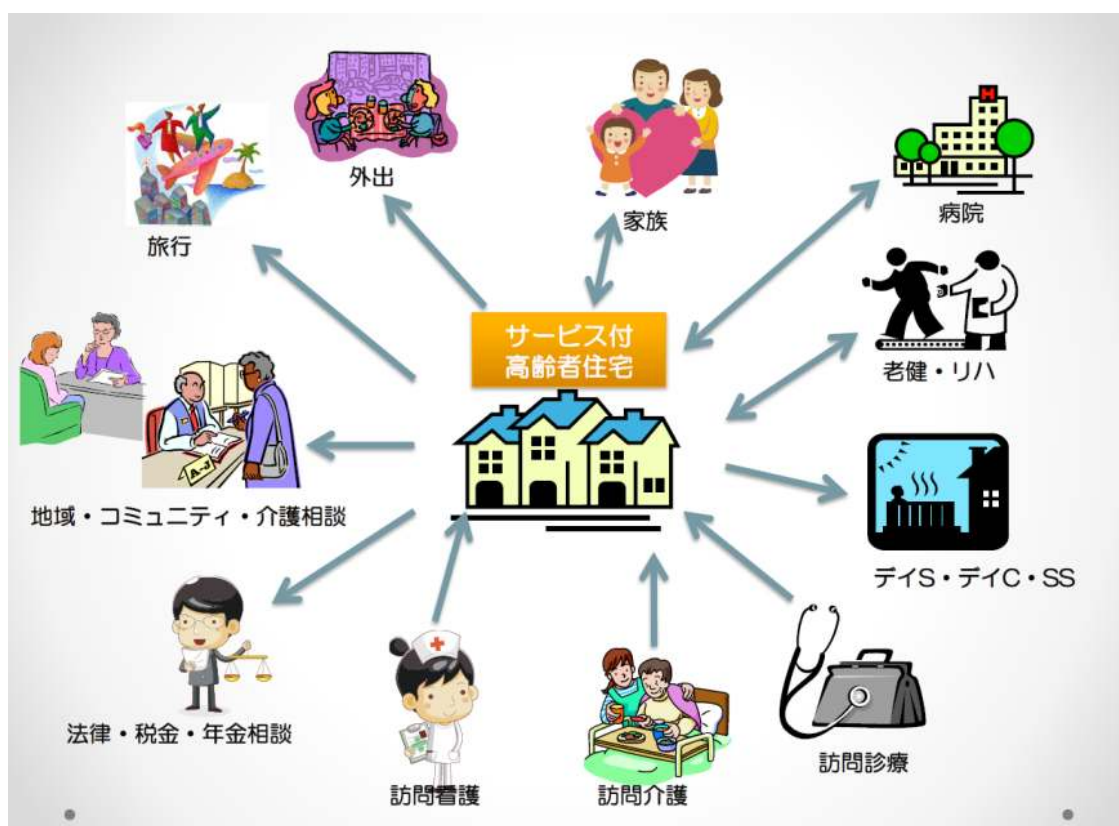 外出
家族
病院
旅行
サービス付
高齢者住宅
老健・リハ
地域・コミュニティ・介護相談
A-J
デイS・デイC・SS
法律・税金・年金相談
訪問看護
訪問介護
訪問診療
H